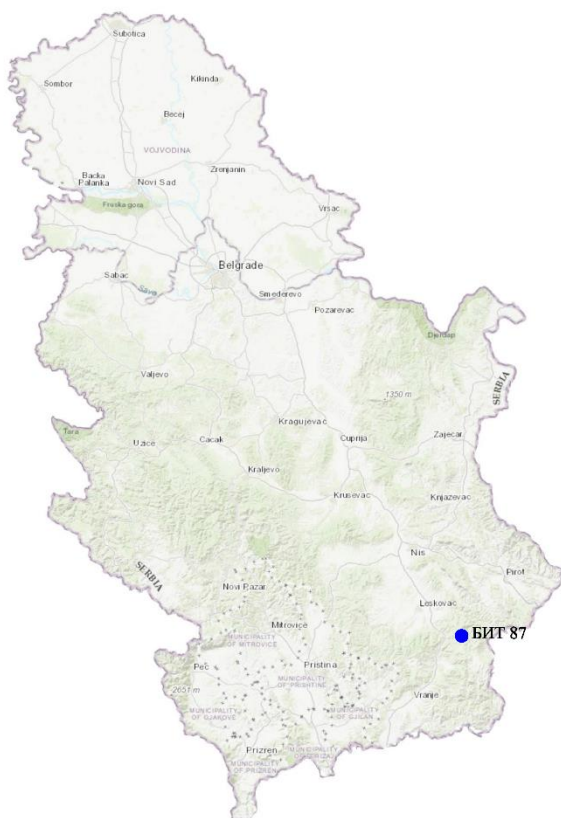 Subotica
Kikinda
Sombor
Becej
VOJVODINA
Backa
Palanka
Novi Sad
Zrenjanin
Fruska gora
Vrsac
Belgrade
Sabac
Sava
Smederevo
Pozarevac
Djerdap
SERBIA
Valjevo
1350 m
Kragujevac
Tara
Uzice
Cacak
Cuprija
Zajecar
Kraljevo
Krusevac
Knjazevac
Nis
SERBIA
Pirot
Novi Pazar
Leskovac
Mitrovice
БИТ 87
MUNICIPALITY
OF MITROVICE
Pristina
Peć
MUNICIPALITY
OF PRISHTINE
2651 m
Vranje
MUNICIPALITY
OF GJAKOVE
MUNICIPALITY
OF GJILAN
Prizren
MUNICIPALITY
MUNICIPALITY
OF PRIZREN